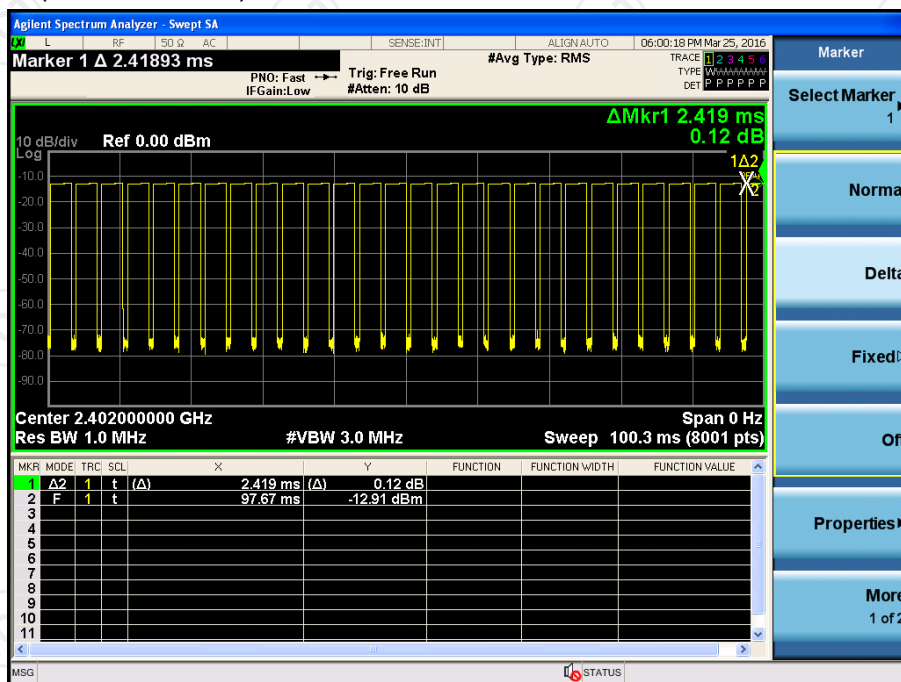 Agilent Spectrum Analyzer - Swept SA
LXI L RF 50 Ω AC SENSE:INT ALIGN AUTO 06:00:18 PM Mar 25, 2016
Marker 1 Δ 2.41893 ms
PNO: Fast
IFGain:Low
Trig: Free Run
#Atten: 10 dB
#Avg Type: RMS
TRACE 1 2 3 4 5 6
TYPE
DET P P P P P P
ΔMkr1 2.419 ms
0.12 dB
10 dB/div Ref 0.00 dBm
Log
1Δ2
-10.0
2
-20.0
-30.0
-40.0
-50.0
-60.0
-70.0
-80.0
-90.0
Center 2.402000000 GHz Span 0 Hz
Res BW 1.0 MHz #VBW 3.0 MHz Sweep 100.3 ms (8001 pts)
MKR MODE TRC SCL X Y FUNCTION FUNCTION WIDTH FUNCTION VALUE
1 Δ2 1 t (Δ) 2.419 ms (Δ) 0.12 dB
2 F 1 t 97.67 ms -12.91 dBm
3
4
5
6
7
8
9
10
11
MSG STATUS
Marker
Select Marker
1
Norma
Delta
Fixed
Of
Properties
More
1 of 2